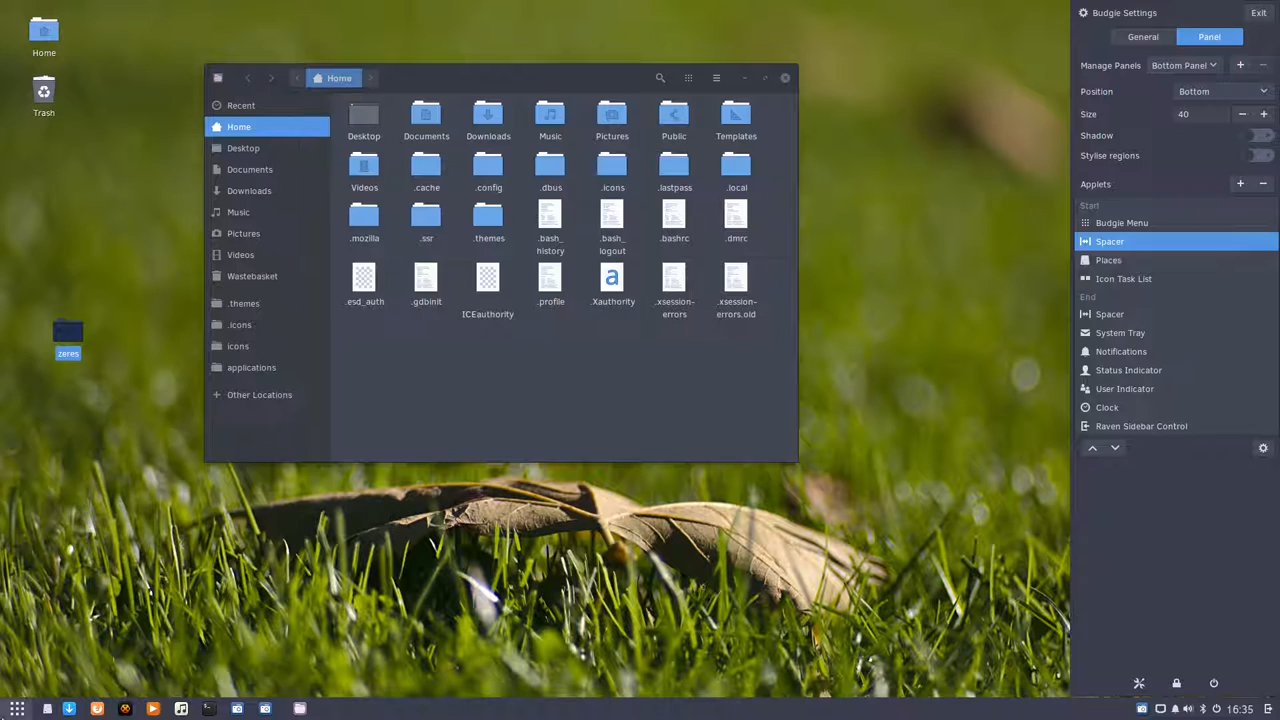 Home
Trash
zeres
Home
Recent
Home
Desktop
Documents
Downloads
Music
Pictures
Videos
Wastebasket
.themes
.icons
icons
applications
Other Locations
Desktop
Documents
Downloads
Music
Pictures
Public
Templates
Videos
.cache
.config
.dbus
.icons
.lastpass
.local
.mozilla
.ssr
.themes
.bash_
history
.bash_
logout
.bashrc
.dmrc
.esd_auth
.gdbinit
.
ICEauthority
.profile
.Xauthority
.xsession-
errors
.xsession-
errors.old
Budgie Settings
Exit
General
Panel
Manage Panels
Bottom Panel
Position
Bottom
Size
40
Shadow
Stylise regions
Applets
Start
Budgie Menu
Spacer
Places
Icon Task List
End
Spacer
System Tray
Notifications
Status Indicator
User Indicator
Clock
Raven Sidebar Control
16:35